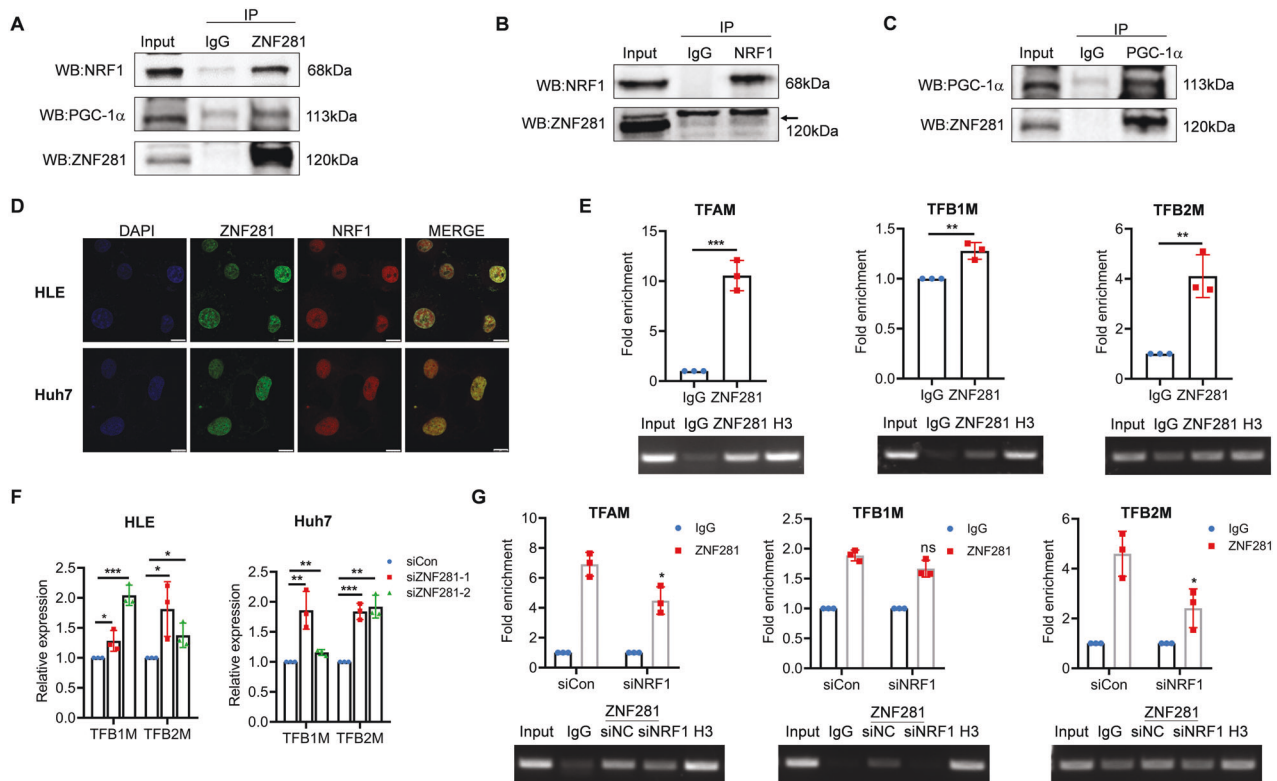 A
IP
Input IgG ZNF281
WB:NRF1 68kDa
WB:PGC-1α 113kDa
WB:ZNF281 120kDa
B
IP
Input IgG NRF1
WB:NRF1 68kDa
WB:ZNF281 120kDa
C
IP
Input IgG PGC-1α
WB:PGC-1α 113kDa
WB:ZNF281 120kDa
D
DAPI ZNF281 NRF1 MERGE
HLE
Huh7
E
TFAM
***
Fold enrichment
15
10
5
0
IgG ZNF281
Input IgG ZNF281 H3
TFB1M
**
Fold enrichment
1.5
1.0
0.5
0.0
IgG ZNF281
Input IgG ZNF281 H3
TFB2M
**
Fold enrichment
6
4
2
0
IgG ZNF281
Input IgG ZNF281 H3
F
HLE
Relative expression
2.5
2.0
1.5
1.0
0.5
0.0
* *** * *
TFB1M TFB2M
Huh7
Relative expression
2.5
2.0
1.5
1.0
0.5
0.0
** ** *** **
TFB1M TFB2M
siCon
siZNF281-1
siZNF281-2
G
TFAM
IgG
ZNF281
Fold enrichment
8
6
4
2
0
*
siCon siNRF1
ZNF281
Input IgG siNC siNRF1 H3
TFB1M
IgG
ZNF281
Fold enrichment
2.5
2.0
1.5
1.0
0.5
0.0
ns
siCon siNRF1
ZNF281
Input IgG siNC siNRF1 H3
TFB2M
IgG
ZNF281
Fold enrichment
6
4
2
0
*
siCon siNRF1
ZNF281
Input IgG siNC siNRF1 H3